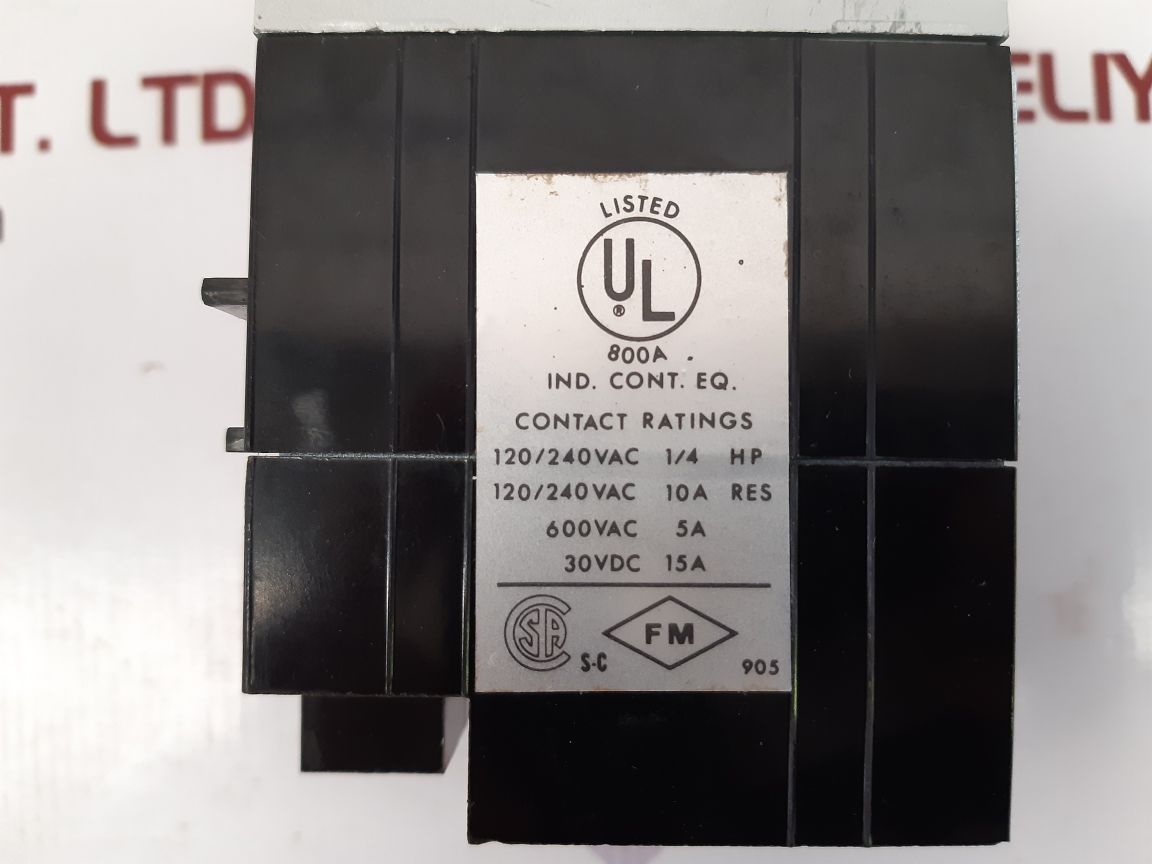 T. LTD
ELIY
LISTED
UL
®
800A
IND. CONT. EQ.
CONTACT RATINGS
120/240VAC 1/4 HP
120/240VAC 10A RES
600VAC 5A
30VDC 15A
CSA S-C
FM
905